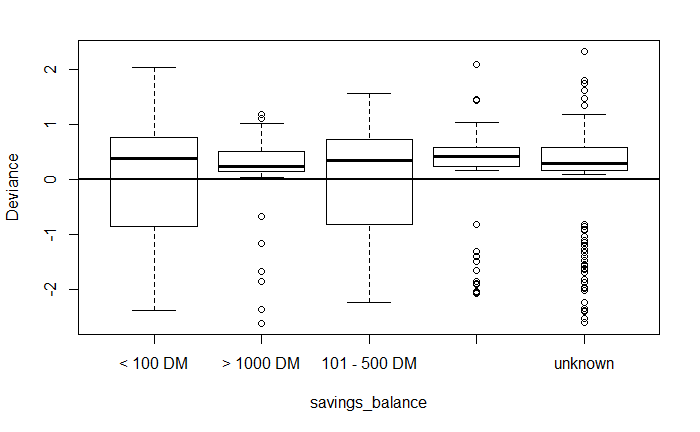 Deviance
2
1
0
-1
-2
< 100 DM
> 1000 DM
101 - 500 DM
unknown
savings_balance